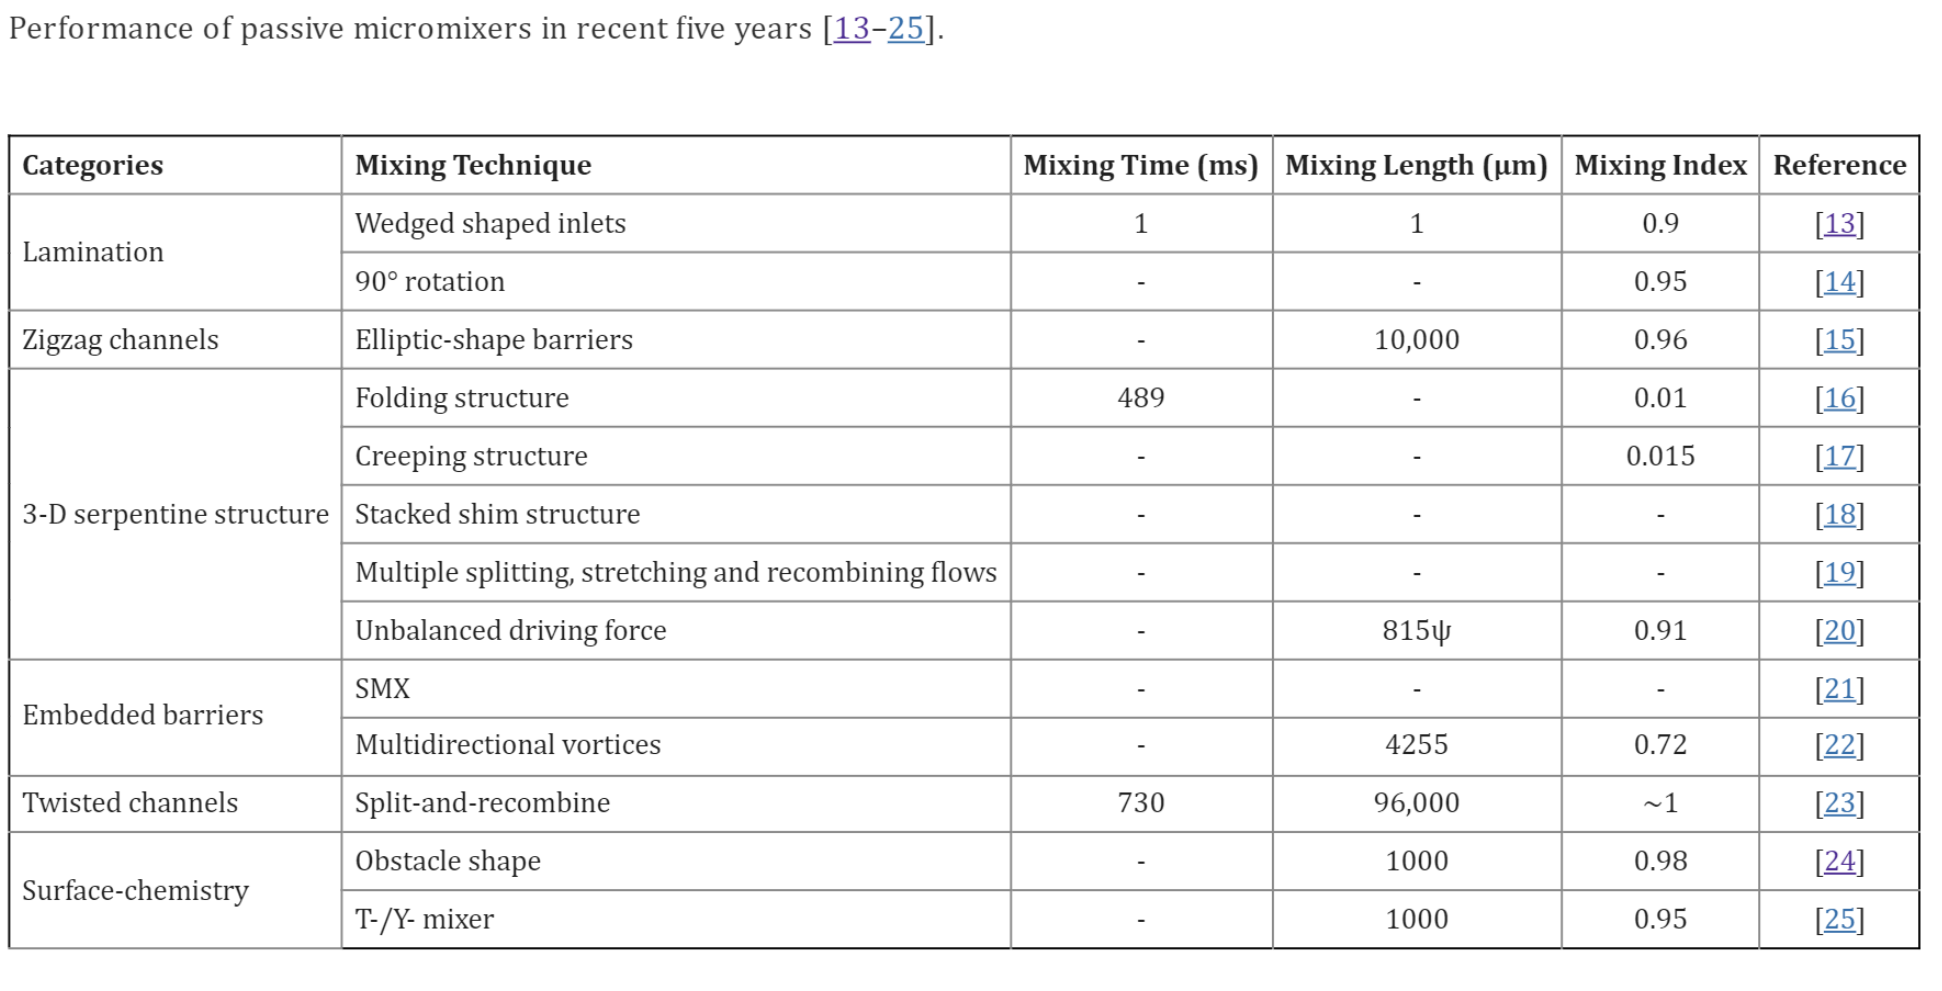 Performance of passive micromixers in recent five years [13–25].
Categories Mixing Technique Mixing Time (ms) Mixing Length (μm) Mixing Index Reference
Lamination
Wedged shaped inlets 1 1 0.9 [13]
90° rotation - - 0.95 [14]
Zigzag channels Elliptic-shape barriers - 10,000 0.96 [15]
3-D serpentine structure
Folding structure 489 - 0.01 [16]
Creeping structure - - 0.015 [17]
Stacked shim structure - - - [18]
Multiple splitting, stretching and recombining flows - - - [19]
Unbalanced driving force - 815ψ 0.91 [20]
Embedded barriers
SMX - - - [21]
Multidirectional vortices - 4255 0.72 [22]
Twisted channels Split-and-recombine 730 96,000 ~1 [23]
Surface-chemistry
Obstacle shape - 1000 0.98 [24]
T-/Y- mixer - 1000 0.95 [25]